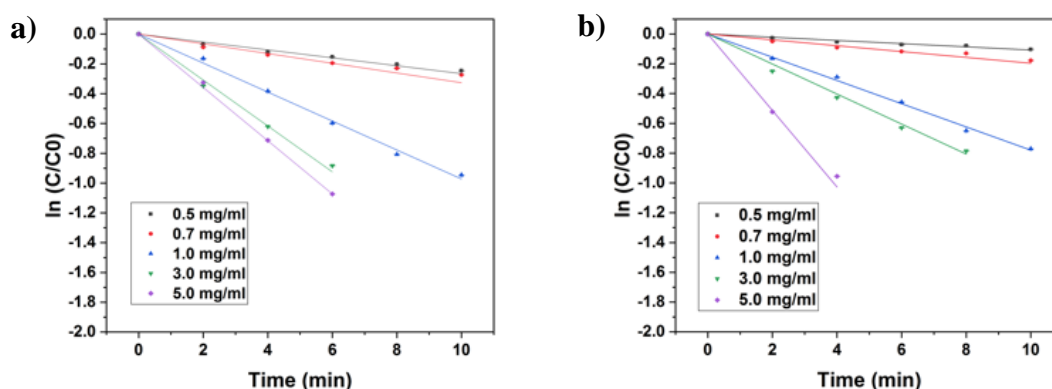 a)
ln (C/C0)
0.0
-0.2
-0.4
-0.6
-0.8
-1.0
-1.2
-1.4
-1.6
-1.8
-2.0
0.5 mg/ml
0.7 mg/ml
1.0 mg/ml
3.0 mg/ml
5.0 mg/ml
0 2 4 6 8 10
Time (min)
b)
ln (C/C0)
0.0
-0.2
-0.4
-0.6
-0.8
-1.0
-1.2
-1.4
-1.6
-1.8
-2.0
0.5 mg/ml
0.7 mg/ml
1.0 mg/ml
3.0 mg/ml
5.0 mg/ml
0 2 4 6 8 10
Time (min)